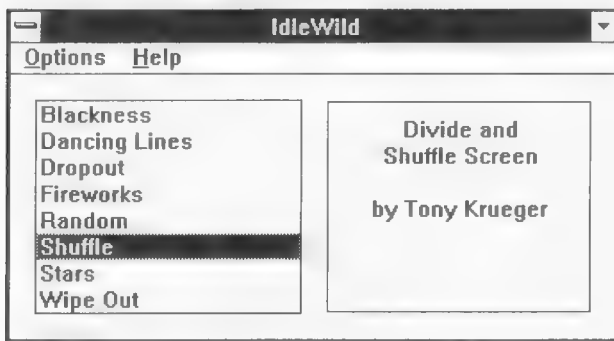 IdleWild
Options Help
Blackness
Dancing Lines
Dropout
Fireworks
Random
Shuffle
Stars
Wipe Out
Divide and
Shuffle Screen
by Tony Krueger